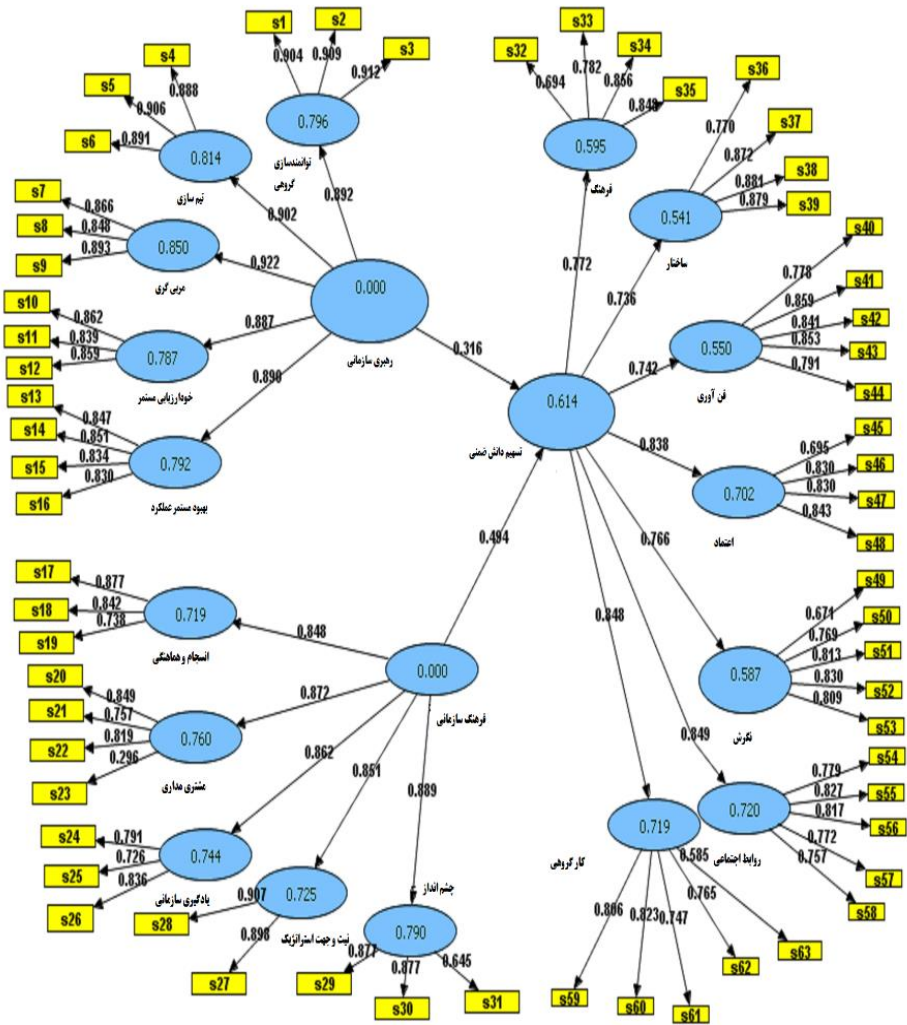 s1
s2
s3
0.904
0.909
0.912
0.796
توانمندسازی
گروهی
0.892
s4
s5
s6
0.888
0.906
0.891
0.814
تیم سازی
0.902
s7
s8
s9
0.866
0.848
0.893
0.850
مربی گری
0.922
s10
s11
s12
0.862
0.839
0.859
0.787
خودارزیابی مستمر
0.887
s13
s14
s15
s16
0.847
0.851
0.834
0.830
0.792
بهبود مستمر عملکرد
0.890
0.000
رهبری سازمانی
0.316
s32
s33
s34
s35
0.694
0.782
0.856
0.848
0.595
فرهنگ
0.772
s36
s37
s38
s39
0.770
0.872
0.881
0.879
0.541
ساختار
0.736
s40
s41
s42
s43
s44
0.778
0.859
0.841
0.853
0.791
0.550
فن آوری
0.742
0.614
تسهیم دانش ضمنی
s45
s46
s47
s48
0.695
0.830
0.830
0.843
0.702
اعتماد
0.838
0.494
s17
s18
s19
0.877
0.842
0.738
0.719
انسجام و هماهنگی
0.848
s20
s21
s22
s23
0.849
0.757
0.819
0.296
0.760
مشتری مداری
0.872
0.000
فرهنگ سازمانی
s24
s25
s26
0.791
0.726
0.836
0.744
یادگیری سازمانی
0.862
s28
s27
0.907
0.898
0.725
نیت و جهت استراتژیک
0.851
چشم انداز
0.790
0.889
s29
s30
s31
0.877
0.877
0.645
s49
s50
s51
s52
s53
0.671
0.769
0.813
0.830
0.809
0.587
نگرش
0.766
s54
s55
s56
s57
s58
0.779
0.827
0.817
0.772
0.757
0.720
روابط اجتماعی
0.849
0.719
کار گروهی
0.848
0.806
0.823
0.747
0.765
0.585
s59
s60
s61
s62
s63